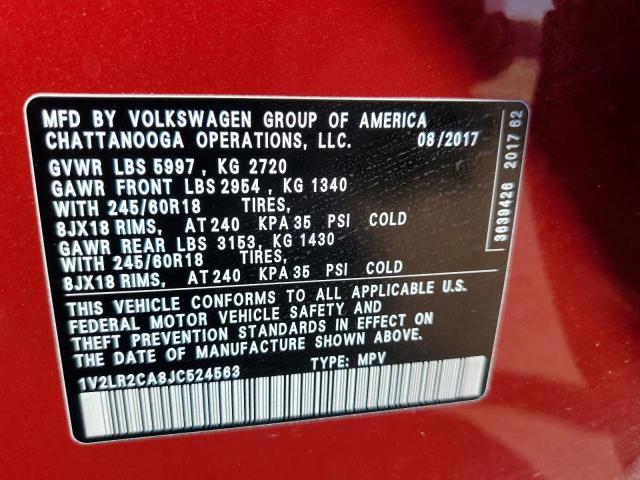 MFD BY VOLKSWAGEN GROUP OF AMERICA
CHATTANOOGA OPERATIONS, LLC. 08/2017
GVWR LBS 5997 , KG 2720
GAWR FRONT LBS 2954 , KG 1340
WITH 245/60R18 TIRES,
8JX18 RIMS, AT 240 KPA 35 PSI COLD
GAWR REAR LBS 3153, KG 1430
WITH 245/60R18 TIRES,
8JX18 RIMS, AT 240 KPA 35 PSI COLD
THIS VEHICLE CONFORMS TO ALL APPLICABLE U.S.
FEDERAL MOTOR VEHICLE SAFETY AND
THEFT PREVENTION STANDARDS IN EFFECT ON
THE DATE OF MANUFACTURE SHOWN ABOVE.
1V2LR2CA8JC524563 TYPE: MPV
3639426 2017 62